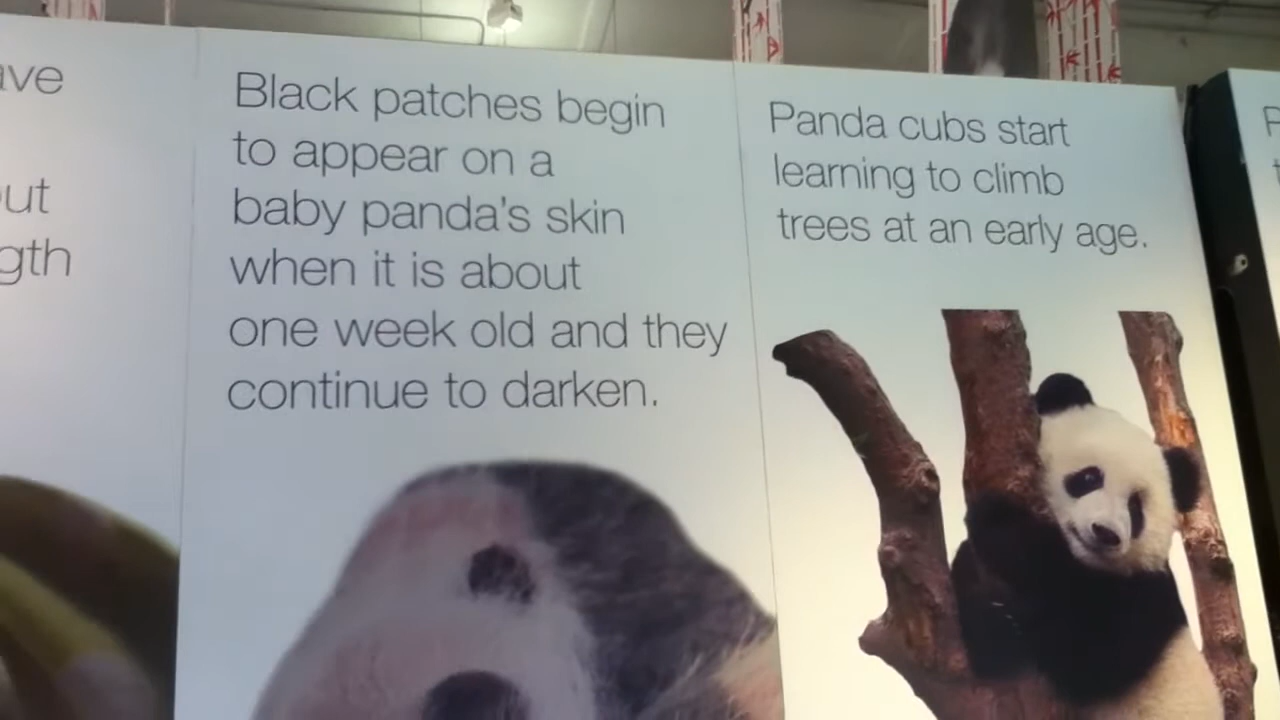 Black patches begin
to appear on a
baby panda's skin
when it is about
one week old and they
continue to darken.
Panda cubs start
learning to climb
trees at an early age.